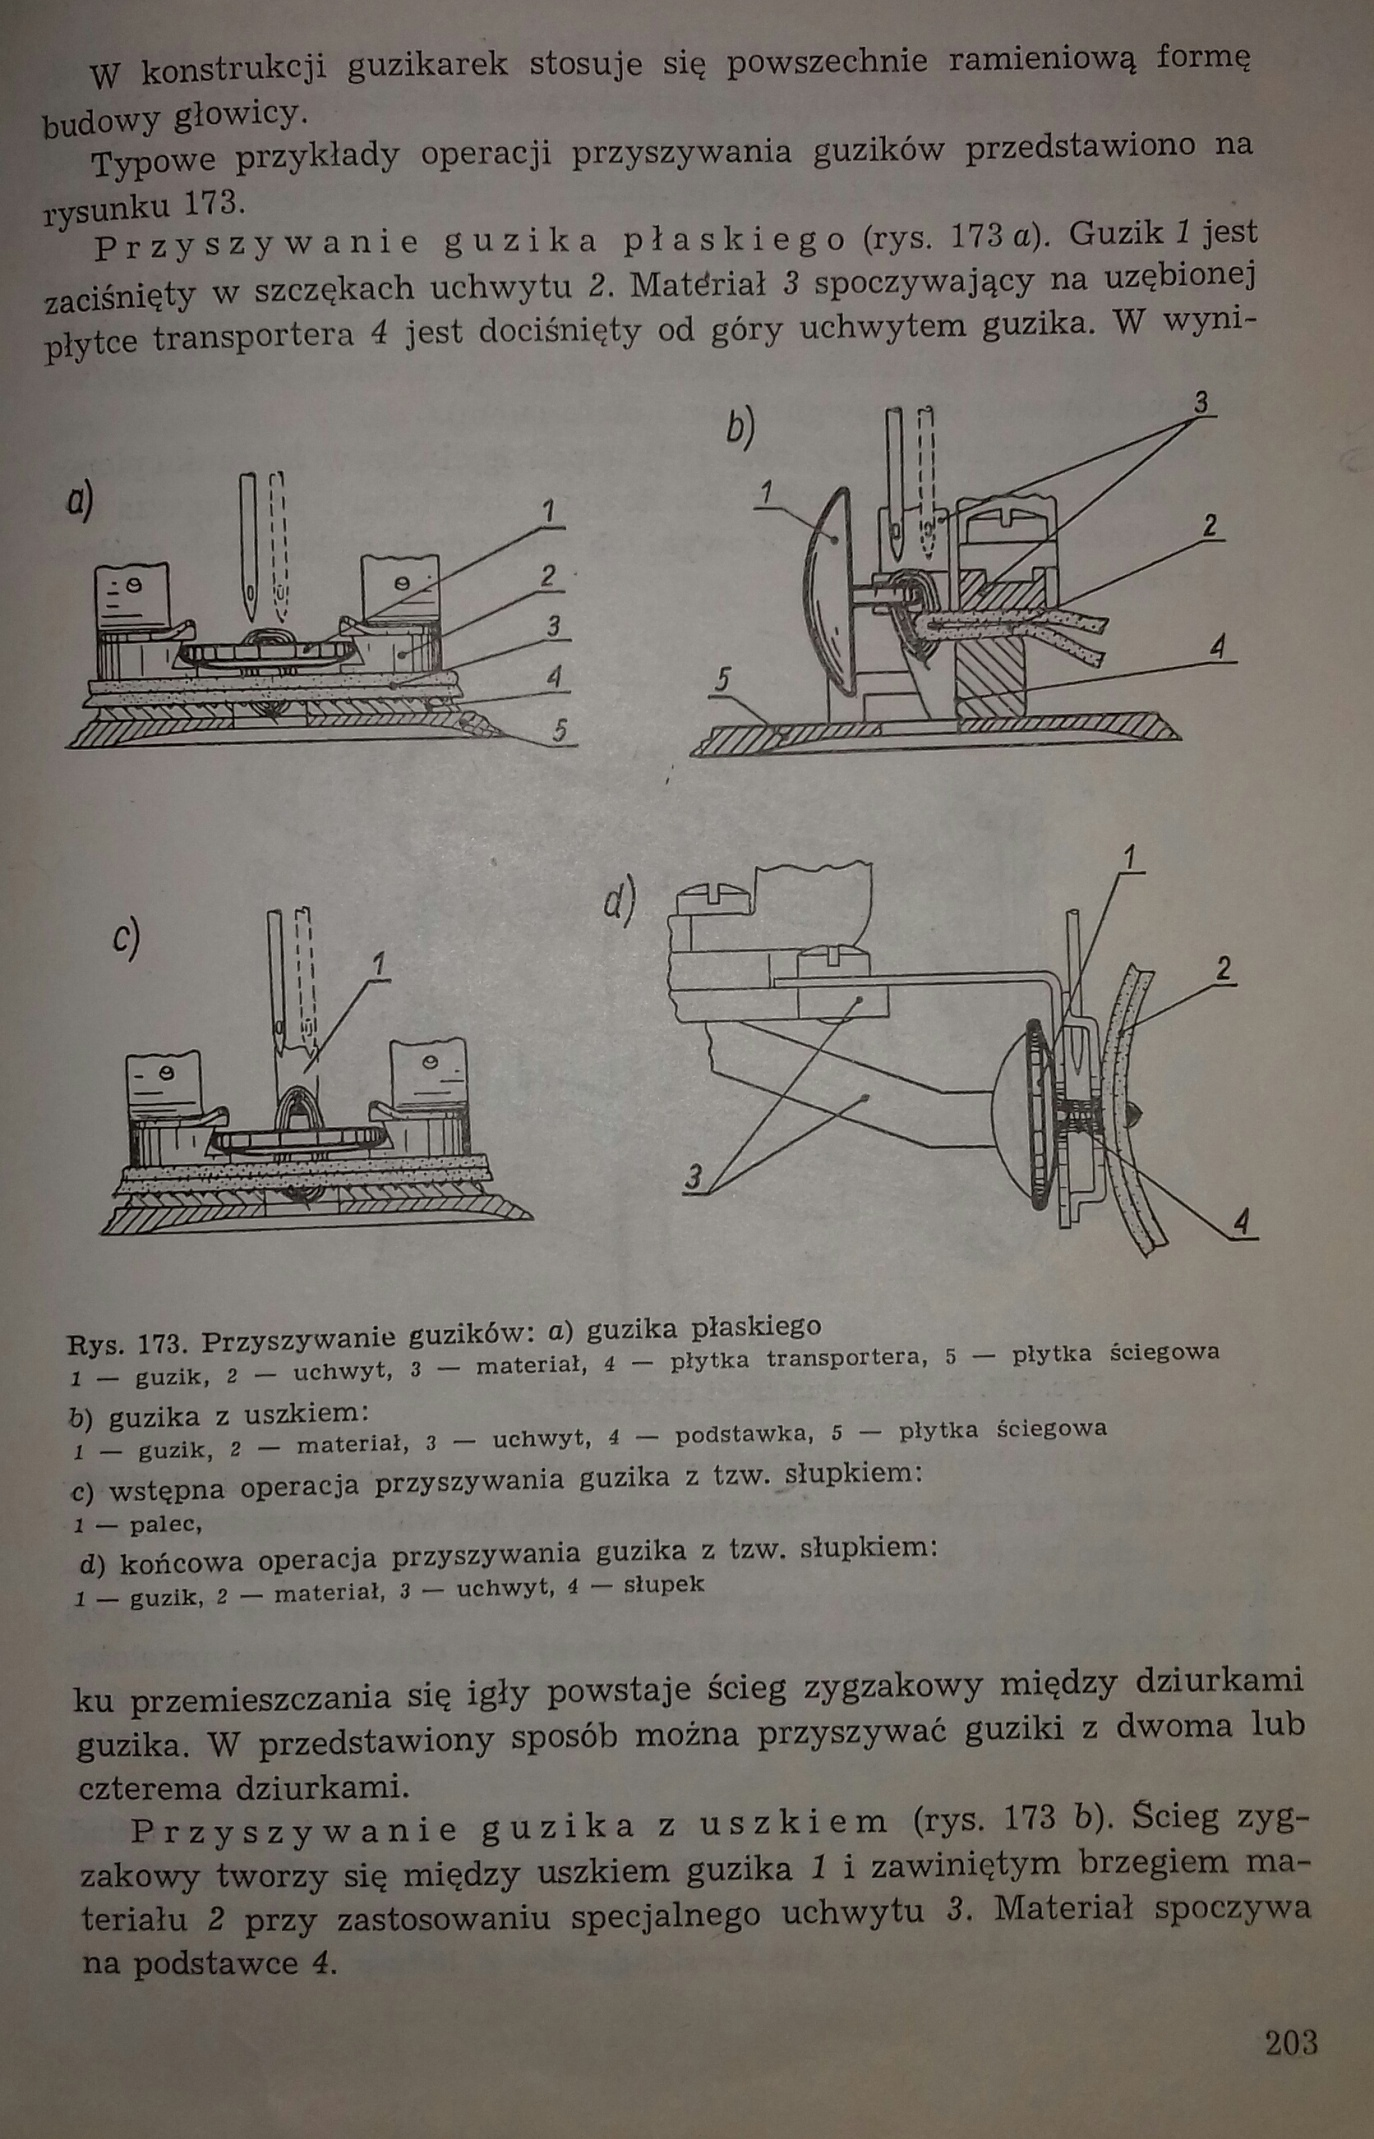 W konstrukcji guzikarek stosuje się powszechnie ramieniową formę
budowy głowicy.
Typowe przykłady operacji przyszywania guzików przedstawiono na
rysunku 173.
Przyszywanie guzika płaskiego (rys. 173 a). Guzik 1 jest
zaciśnięty w szczękach uchwytu 2. Materiał 3 spoczywający na uzębionej
płytce transportera 4 jest dociśnięty od góry uchwytem guzika. W wyni-
a)
1
2
3
4
5
b)
3
1
2
4
5
c)
1
d)
1
2
3
4
Rys. 173. Przyszywanie guzików: a) guzika płaskiego
1 — guzik, 2 — uchwyt, 3 — materiał, 4 — płytka transportera, 5 — płytka ściegowa
b) guzika z uszkiem:
1 — guzik, 2 — materiał, 3 — uchwyt, 4 — podstawka, 5 — płytka ściegowa
c) wstępna operacja przyszywania guzika z tzw. słupkiem:
1 — palec,
d) końcowa operacja przyszywania guzika z tzw. słupkiem:
1 — guzik, 2 — materiał, 3 — uchwyt, 4 — słupek
ku przemieszczania się igły powstaje ścieg zygzakowy między dziurkami
guzika. W przedstawiony sposób można przyszywać guziki z dwoma lub
czterema dziurkami.
Przyszywanie guzika z uszkiem (rys. 173 b). Ścieg zyg-
zakowy tworzy się między uszkiem guzika 1 i zawiniętym brzegiem ma-
teriału 2 przy zastosowaniu specjalnego uchwytu 3. Materiał spoczywa
na podstawce 4.
203